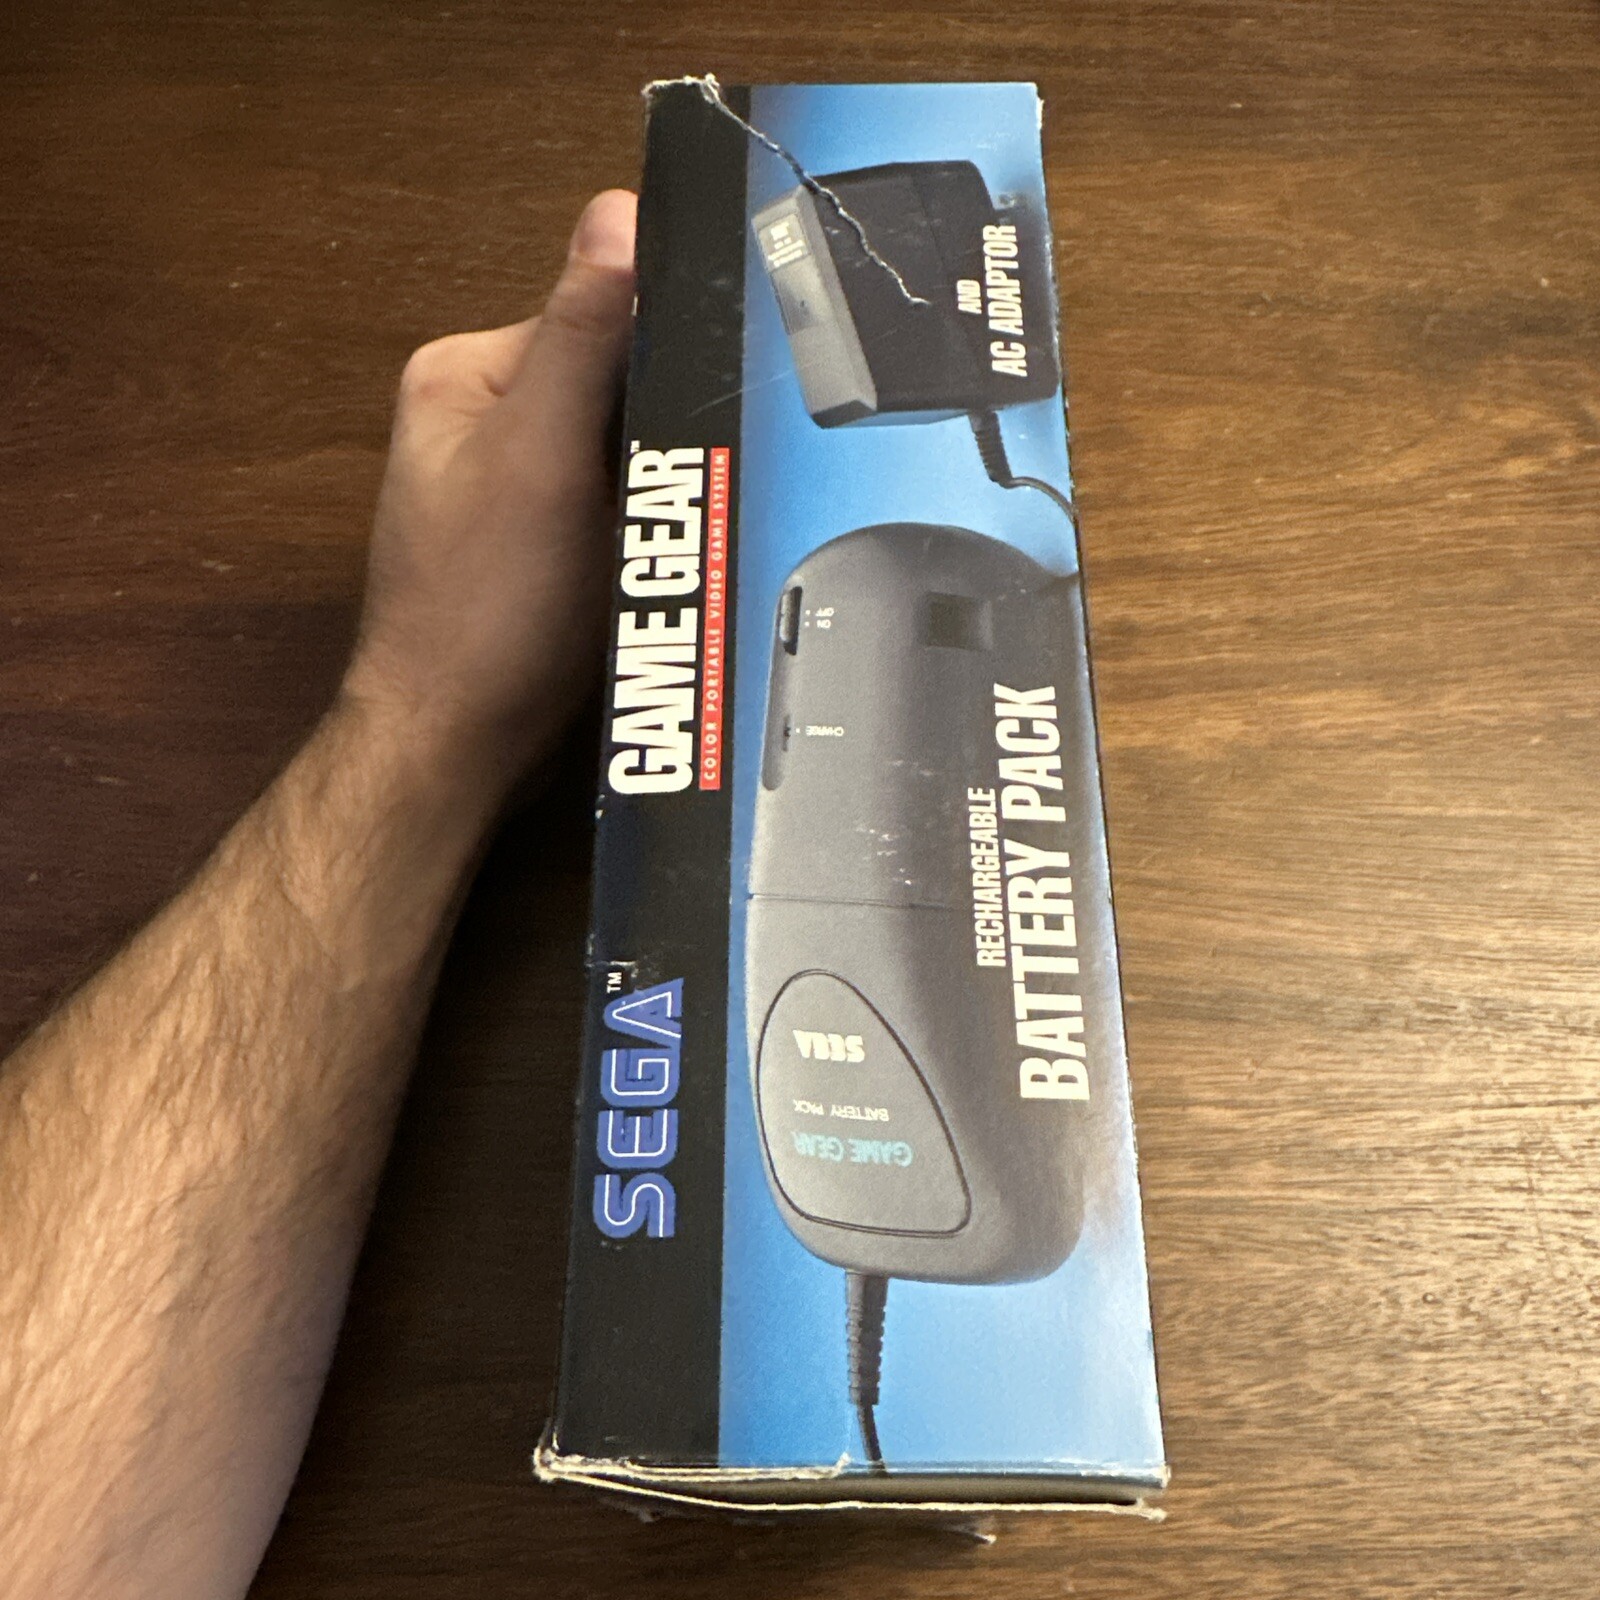 SEGA™
GAME GEAR™
COLOR PORTABLE VIDEO GAME SYSTEM
RECHARGEABLE
BATTERY PACK
AND
AC ADAPTOR
SEGA
BATTERY PACK
GAME GEAR
CHARGE
ON
OFF